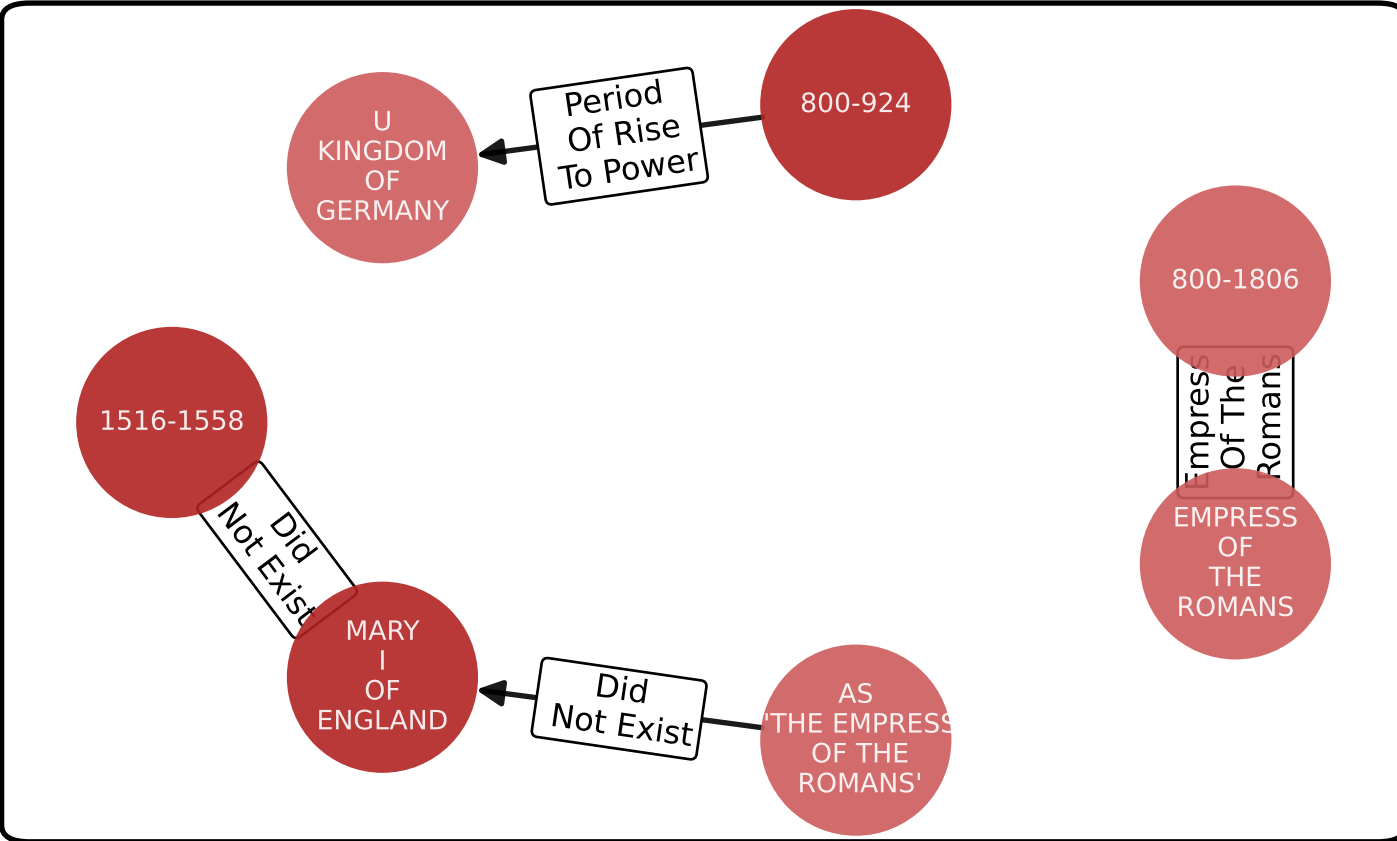 U
KINGDOM
OF
GERMANY
Period
Of Rise
To Power
800-924
800-1806
Empress
Of The
Romans
EMPRESS
OF
THE
ROMANS
1516-1558
Did
Not Exist
MARY
I
OF
ENGLAND
Did
Not Exist
AS
'THE EMPRESS
OF THE
ROMANS'